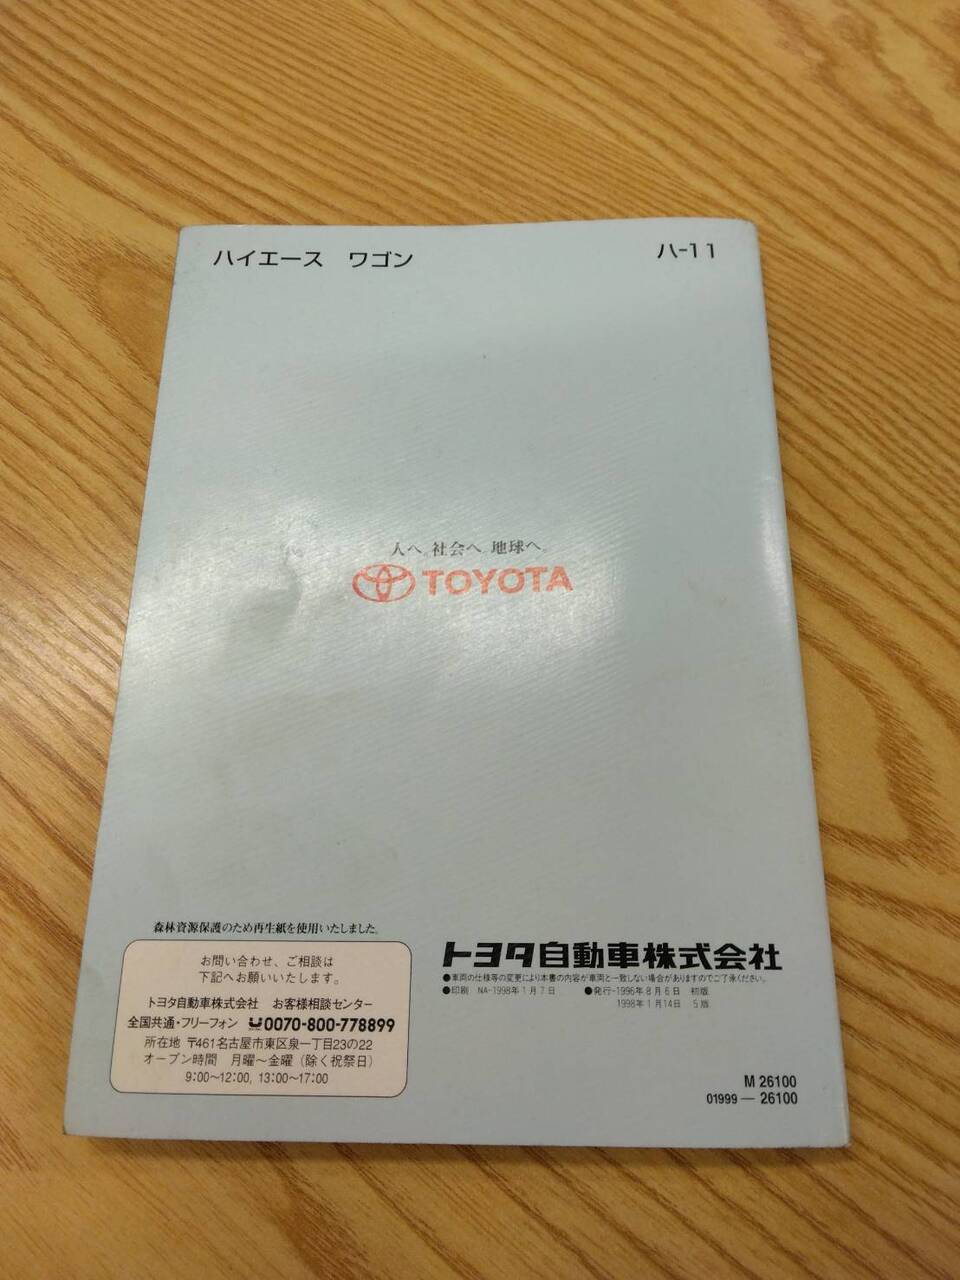 ハイエース　ワゴン
ハ-11
人へ。社会へ。地球へ。
TOYOTA
森林資源保護のため再生紙を使用いたしました。
お問い合わせ、ご相談は
下記へお願いいたします。
トヨタ自動車株式会社　お客様相談センター
全国共通・フリーフォン 0070-800-778899
所在地 〒461名古屋市東区泉一丁目23の22
オープン時間　月曜～金曜（除く祝祭日）
9:00～12:00, 13:00～17:00
トヨタ自動車株式会社
●車両の仕様等の変更により本書の内容が車両と一致しない場合がありますのでご了承ください。
●印刷　NA-1998年1月7日　●発行-1996年8月6日　初版
1998年1月14日　5版
M 26100
01999 — 26100